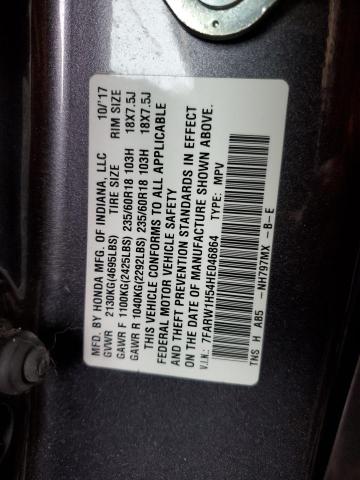 MFD. BY HONDA MFG. OF INDIANA, LLC 10/'17
GVWR 2130KG(4695LBS) TIRE SIZE RIM SIZE
GAWR F 1100KG(2425LBS) 235/60R18 103H 18X7.5J
GAWR R 1040KG(2292LBS) 235/60R18 103H 18X7.5J
THIS VEHICLE CONFORMS TO ALL APPLICABLE
FEDERAL MOTOR VEHICLE SAFETY
AND THEFT PREVENTION STANDARDS IN EFFECT
ON THE DATE OF MANUFACTURE SHOWN ABOVE.
V.I.N.: 7FARW1H54HE046864 TYPE: MPV
TNS H AB5 -NH797MX -B-E